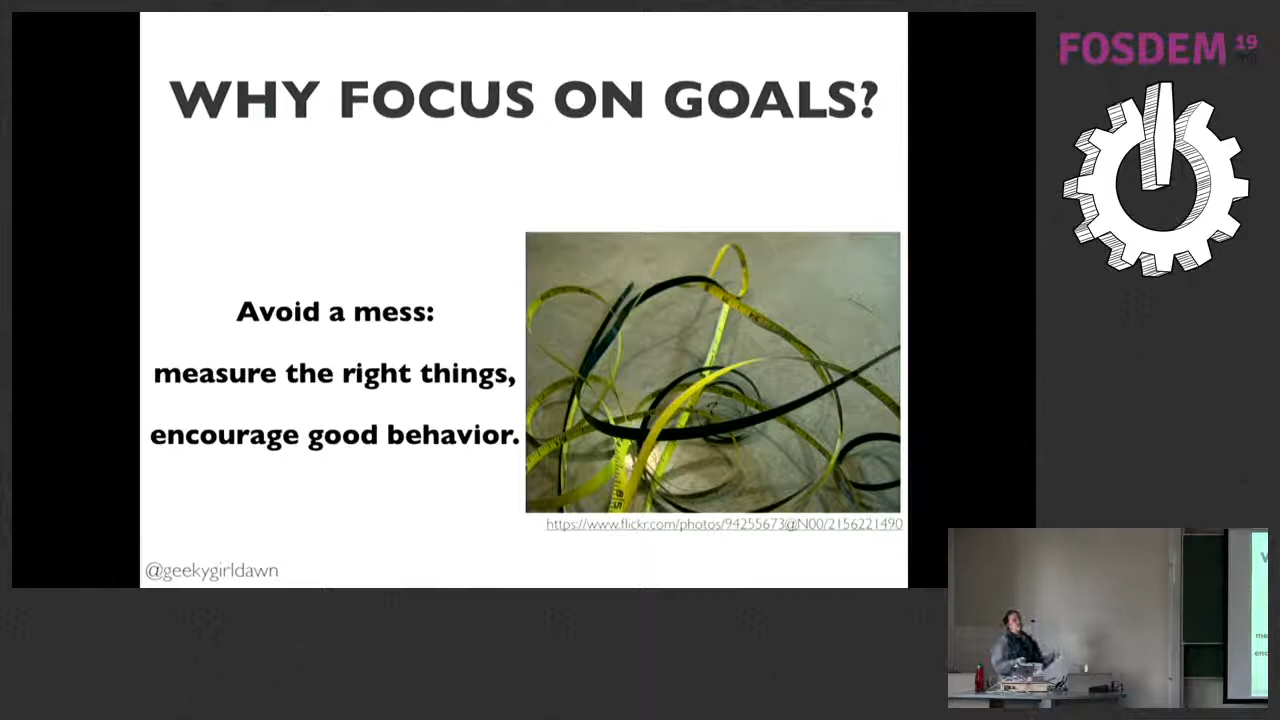 WHY FOCUS ON GOALS?
Avoid a mess:
measure the right things,
encourage good behavior.
https://www.flickr.com/photos/94255673@N00/2156221490
@geekygirldawn
FOSDEM 19